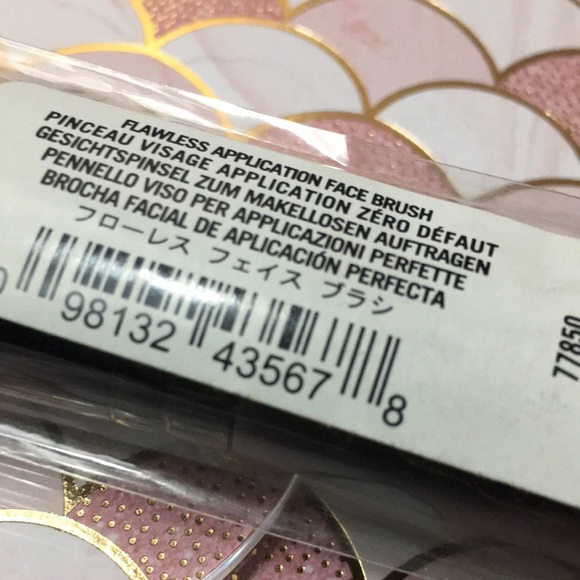 FLAWLESS APPLICATION FACE BRUSH
PINCEAU VISAGE APPLICATION ZÉRO DÉFAUT
GESICHTSPINSEL ZUM MAKELLOSEN AUFTRAGEN
PENNELLO VISO PER APPLICAZIONI PERFETTE
BROCHA FACIAL DE APLICACIÓN PERFECTA
フローレス フェイス ブラシ
0 98132 43567 8
77850